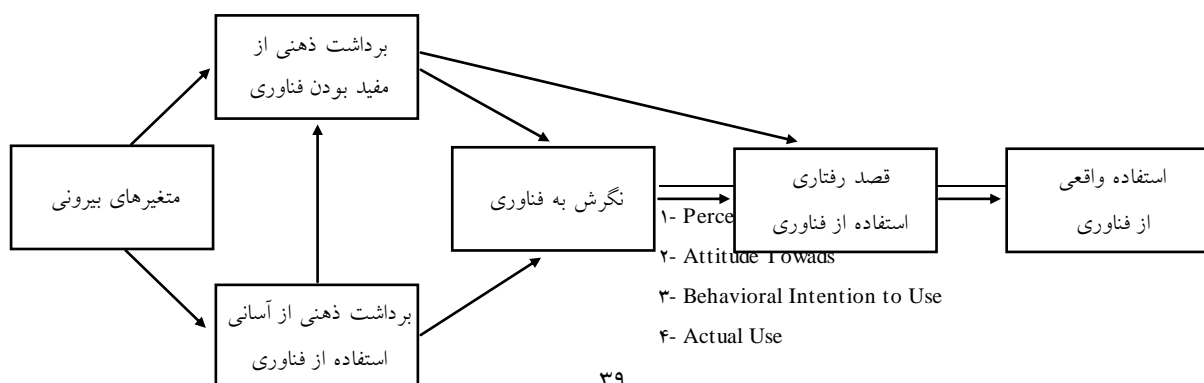 برداشت ذهنی از
مفید بودن فناوری
متغیرهای بیرونی
نگرش به فناوری
قصد رفتاری
استفاده از فناوری
استفاده واقعی
از فناوری
برداشت ذهنی از آسانی
استفاده از فناوری
۱- Perce
۲- Attitude Towads
۳- Behavioral Intention to Use
۴- Actual Use
۳۹